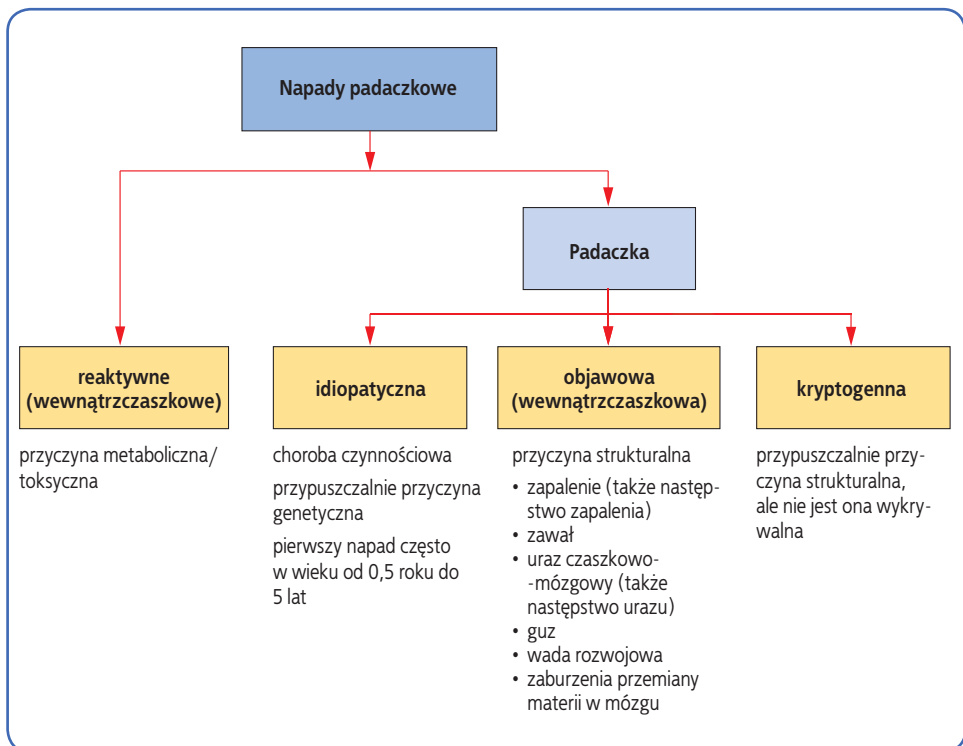 Napady padaczkowe
Padaczka
reaktywne
(wewnątrzczaszkowe)
przyczyna metaboliczna/
toksyczna
idiopatyczna
choroba czynnościowa
przypuszczalnie przyczyna
genetyczna
pierwszy napad często
w wieku od 0,5 roku do
5 lat
objawowa
(wewnątrzczaszkowa)
przyczyna strukturalna
• zapalenie (także następ-
stwo zapalenia)
• zawał
• uraz czaszkowo-
-mózgowy (także
następstwo urazu)
• guz
• wada rozwojowa
• zaburzenia przemiany
materii w mózgu
kryptogenna
przypuszczalnie przy-
czyna strukturalna,
ale nie jest ona wykry-
walna